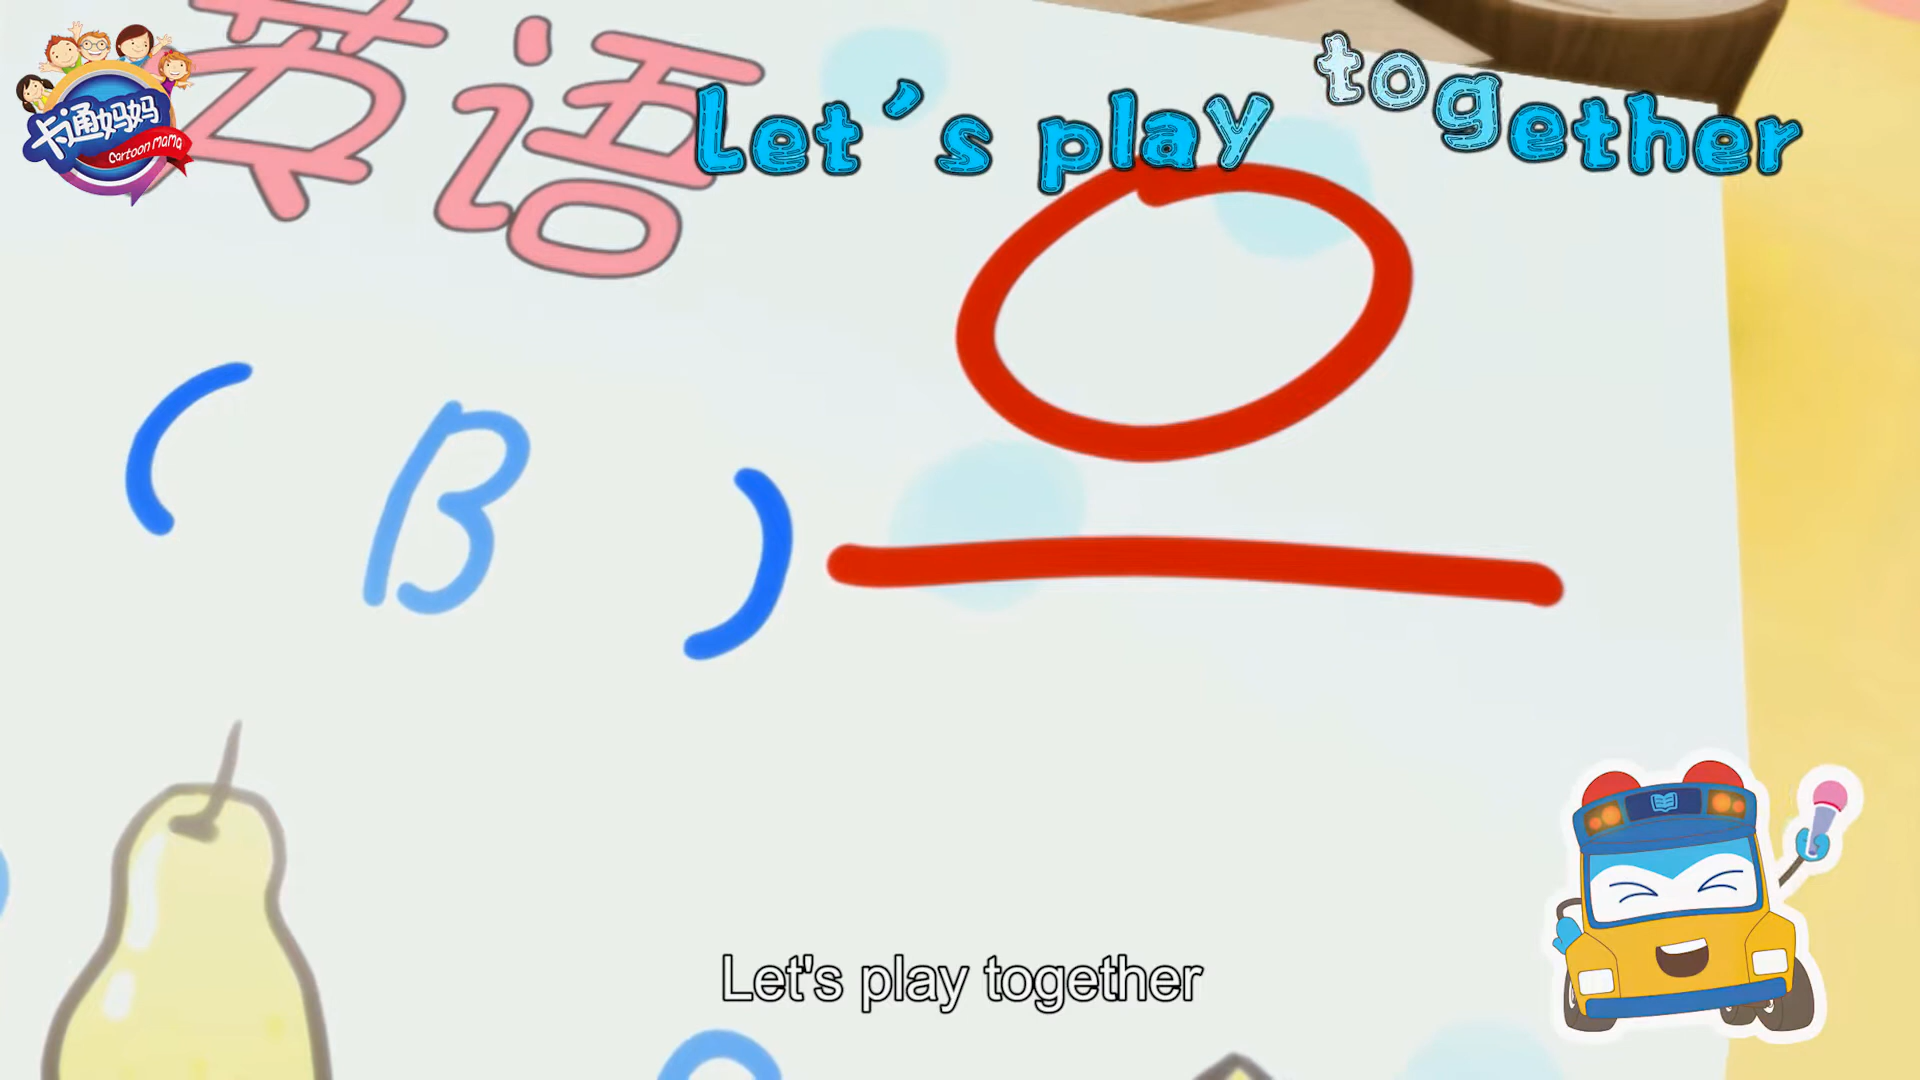 英语
Let's play together
卡通妈妈
Cartoon MaMa
( B )
Let's play together